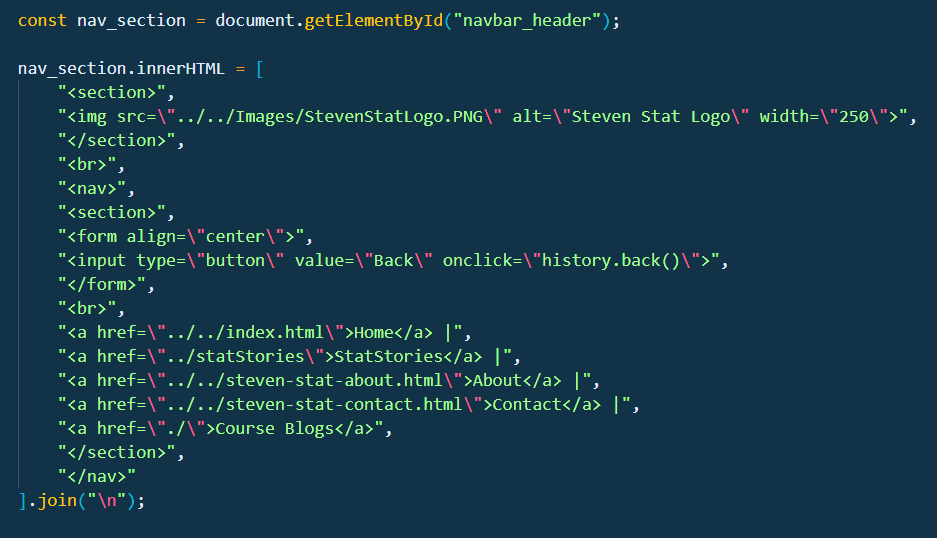 const nav_section = document.getElementById("navbar_header");

nav_section.innerHTML = [
    "<section>",
    "<img src=\"../../Images/StevenStatLogo.PNG\" alt=\"Steven Stat Logo\" width=\"250\">",
    "</section>",
    "<br>",
    "<nav>",
    "<section>",
    "<form align=\"center\">",
    "<input type=\"button\" value=\"Back\" onclick=\"history.back()\">",
    "</form>",
    "<br>",
    "<a href=\"../../index.html\">Home</a> |",
    "<a href=\"../statStories\">StatStories</a> |",
    "<a href=\"../../steven-stat-about.html\">About</a> |",
    "<a href=\"../../steven-stat-contact.html\">Contact</a> |",
    "<a href=\"./\">Course Blogs</a>",
    "</section>",
    "</nav>"
].join("\n");